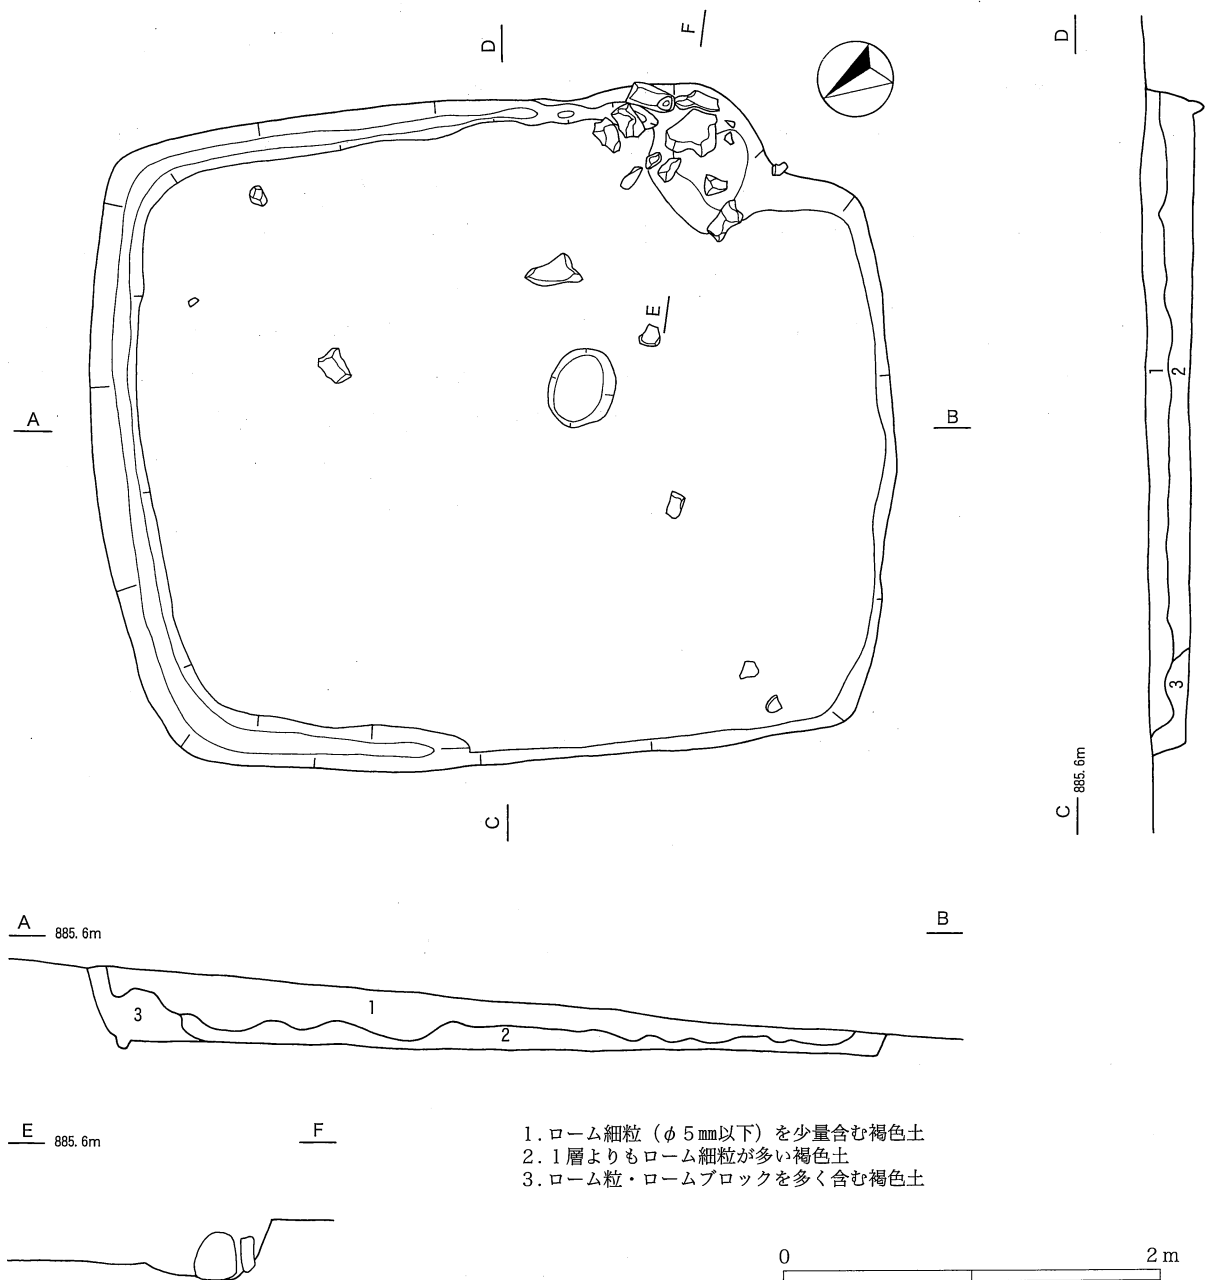 D
F
D
E
A
B
1
2
3
C
C 885.6m
A 885.6m
B
1
3
2
E 885.6m
F
1.ローム細粒(φ5㎜以下)を少量含む褐色土
2.1層よりもローム細粒が多い褐色土
3.ローム粒・ロームブロックを多く含む褐色土
0 2m